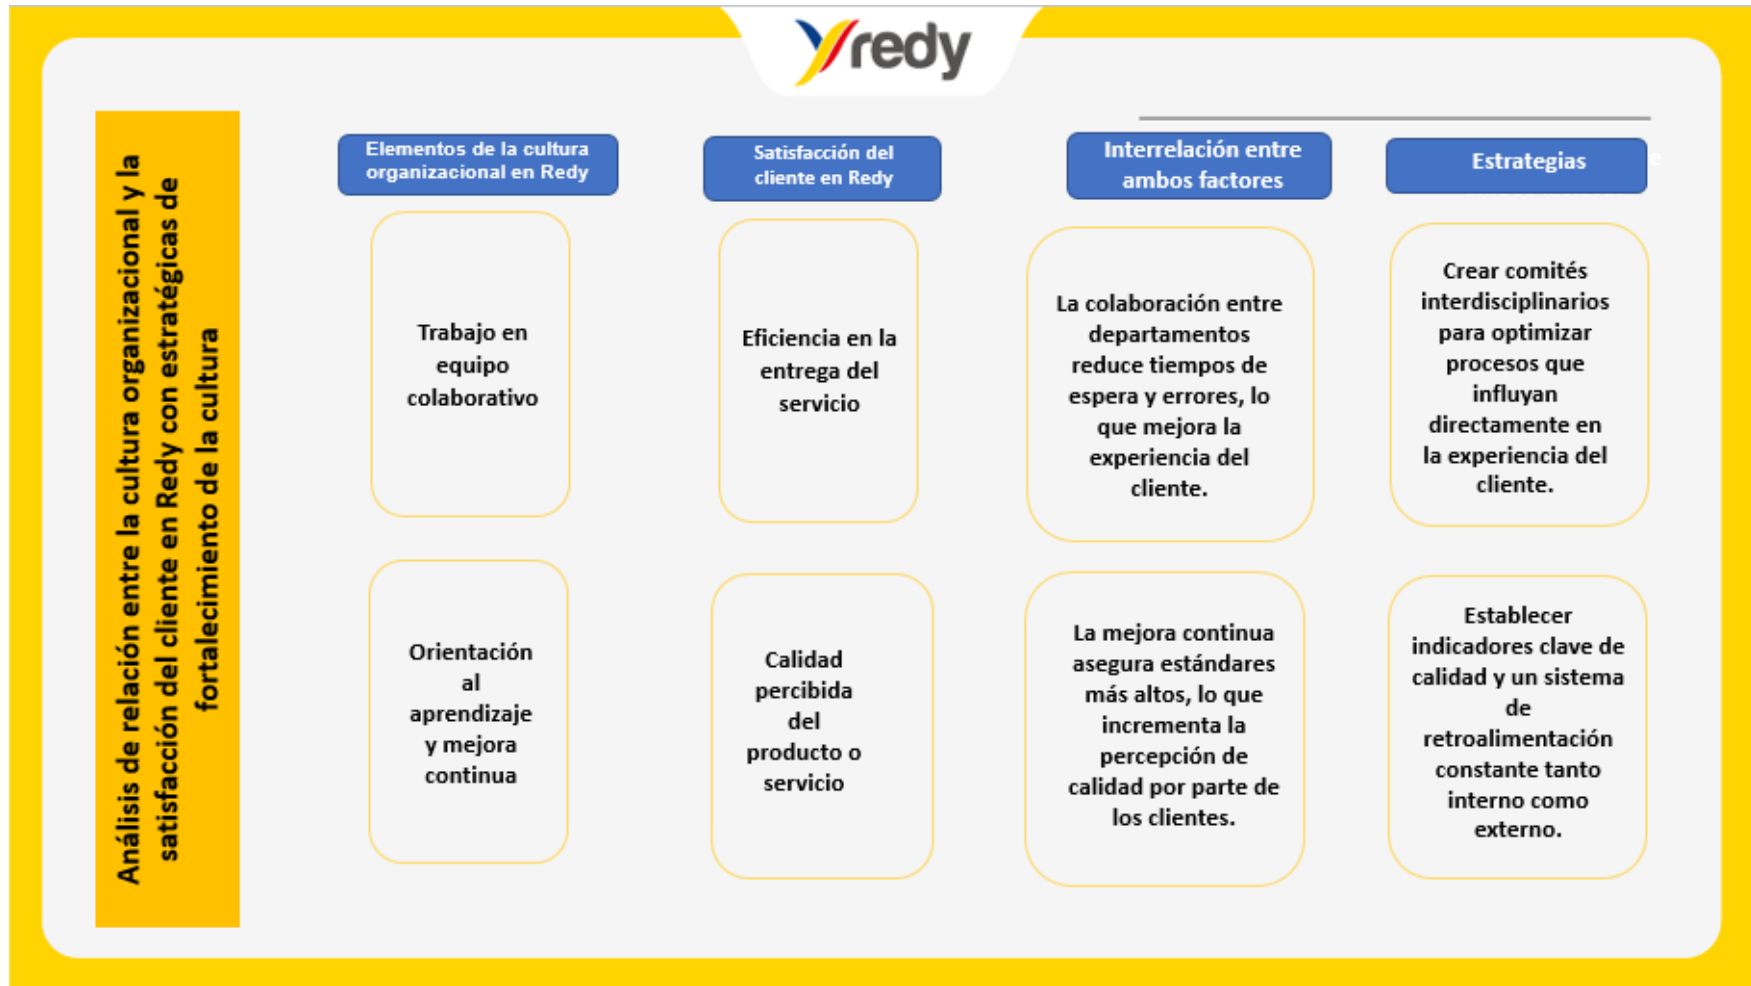 redy
Análisis de relación entre la cultura organizacional y la
satisfacción del cliente en Redy con estratégicas de
fortalecimiento de la cultura
Elementos de la cultura
organizacional en Redy
Satisfacción del
cliente en Redy
Interrelación entre
ambos factores
Estrategias
e
Trabajo en
equipo
colaborativo
Eficiencia en la
entrega del
servicio
La colaboración entre
departamentos
reduce tiempos de
espera y errores, lo
que mejora la
experiencia del
cliente.
Crear comités
interdisciplinarios
para optimizar
procesos que
influyan
directamente en
la experiencia del
cliente.
Orientación
al
aprendizaje
y mejora
continua
Calidad
percibida
del
producto o
servicio
La mejora continua
asegura estándares
más altos, lo que
incrementa la
percepción de
calidad por parte de
los clientes.
Establecer
indicadores clave de
calidad y un sistema
de
retroalimentación
constante tanto
interno como
externo.